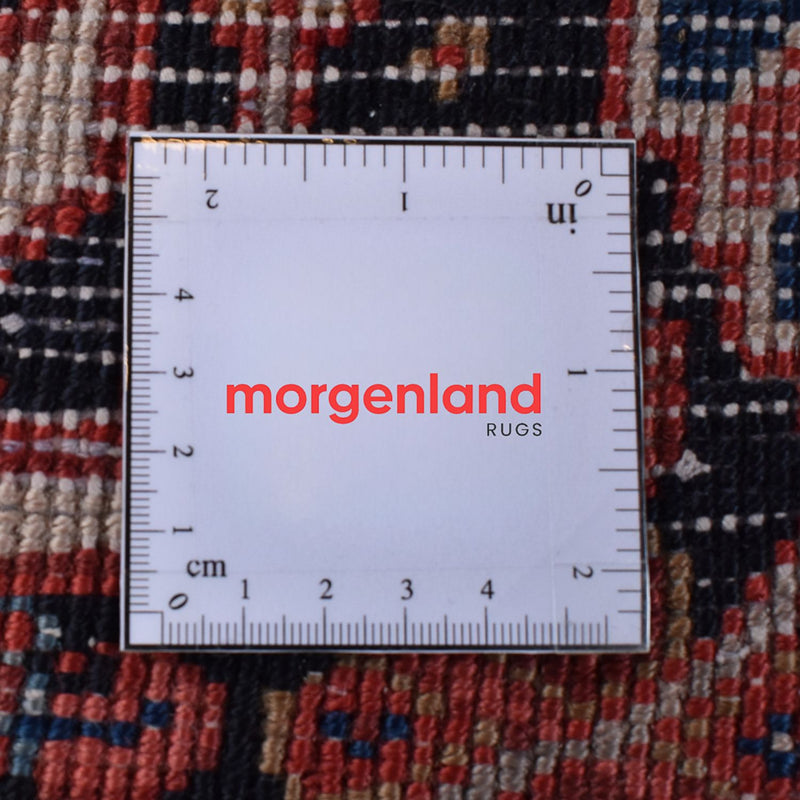 2 1 0
in
4
3 1
morgenland
RUGS
2
1
cm 2
0 1 2 3 4